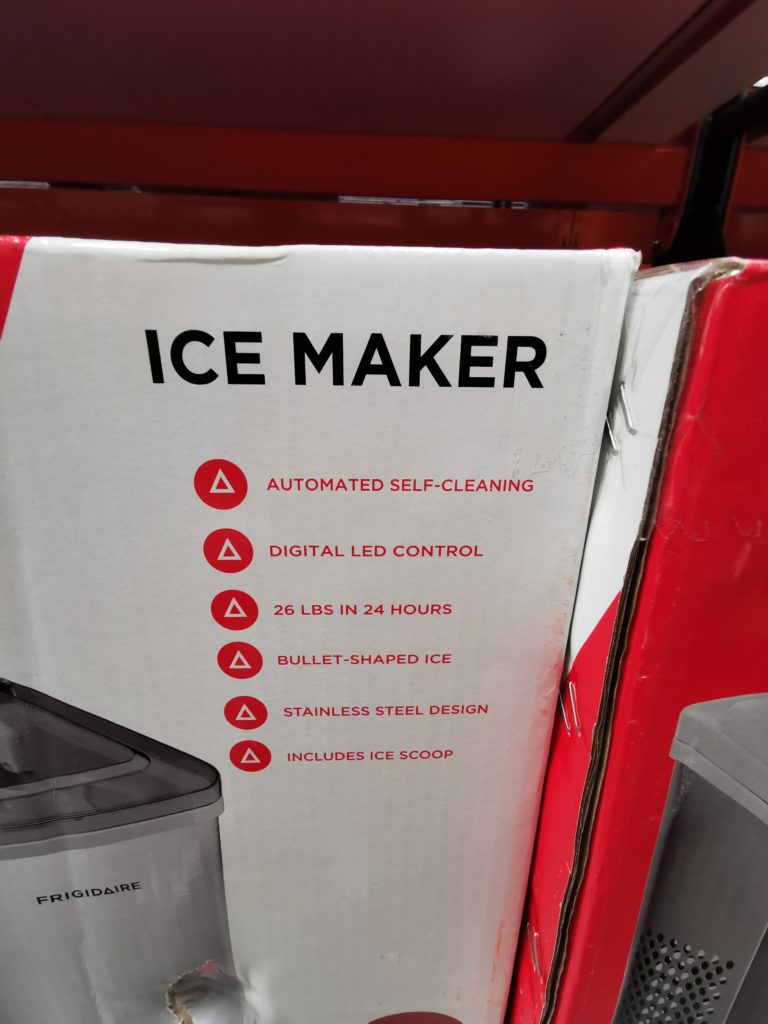 ICE MAKER
AUTOMATED SELF-CLEANING
DIGITAL LED CONTROL
26 LBS IN 24 HOURS
BULLET-SHAPED ICE
STAINLESS STEEL DESIGN
INCLUDES ICE SCOOP
FRIGIDAIRE